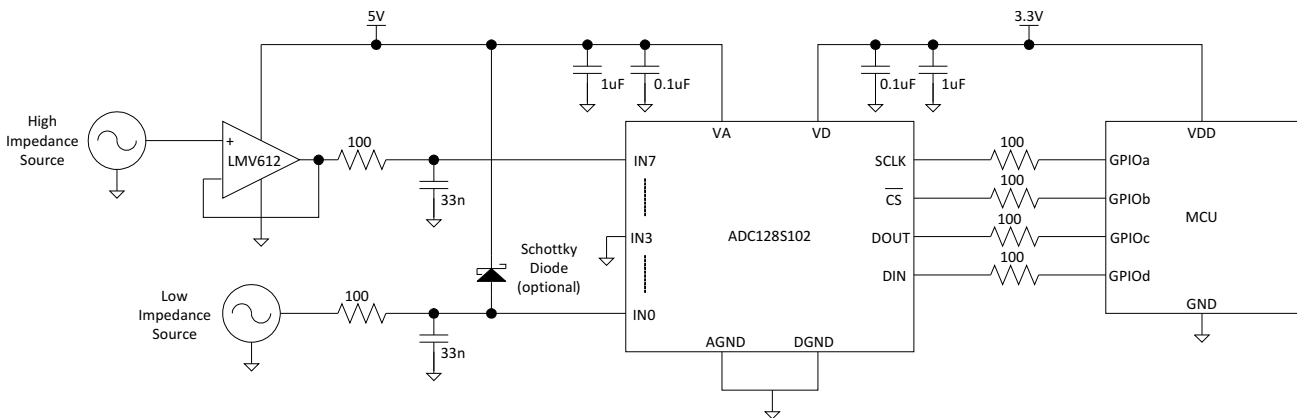 5V
3.3V
1uF
0.1uF
0.1uF
1uF
High
Impedance
Source
+
LMV612
100
33n
VA
VD
VDD
IN7
IN3
IN0
ADC128S102
SCLK
CS
DOUT
DIN
100
100
100
100
GPIOa
GPIOb
GPIOc
GPIOd
MCU
GND
Schottky
Diode
(optional)
Low
Impedance
Source
100
33n
AGND
DGND